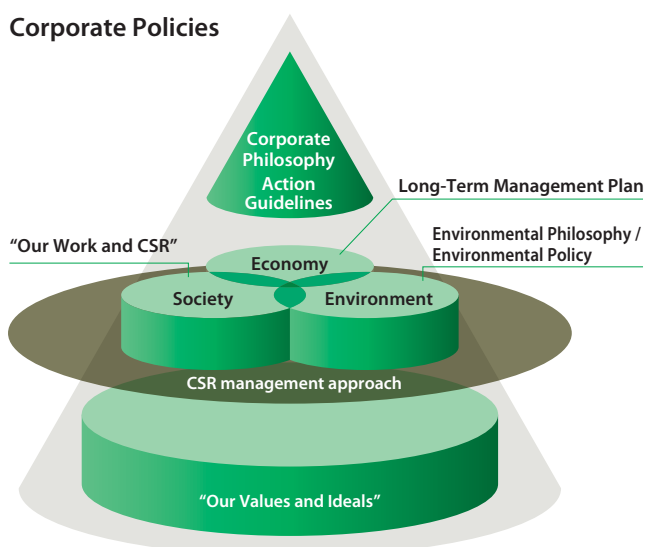 Corporate Policies
Corporate
Philosophy
Action
Guidelines
Long-Term Management Plan
“Our Work and CSR”
Environmental Philosophy /
Environmental Policy
Economy
Society
Environment
CSR management approach
“Our Values and Ideals”